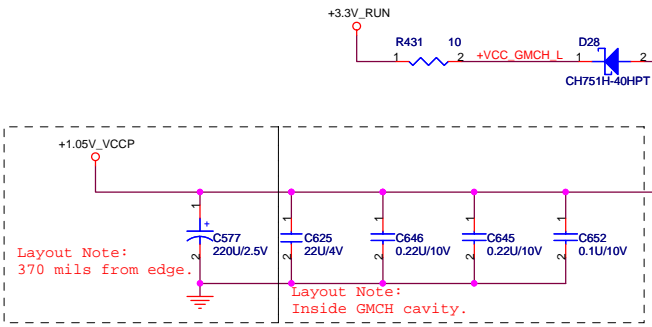 +3.3V_RUN
R431 10
1 2 +VCC_GMCH_L 1 D28 2
CH751H-40HPT
+1.05V_VCCP
1 1 1 1 1
+
C577 C625 C646 C645 C652
220U/2.5V 22U/4V 0.22U/10V 0.22U/10V 0.1U/10V
2 2 2 2 2
Layout Note:
370 mils from edge.
Layout Note:
Inside GMCH cavity.